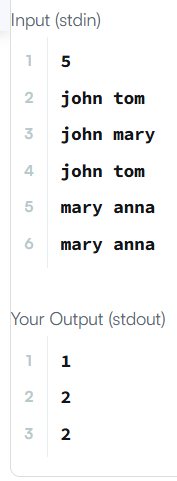 Input (stdin)
1 5
2 john tom
3 john mary
4 john tom
5 mary anna
6 mary anna
Your Output (stdout)
1 1
2 2
3 2